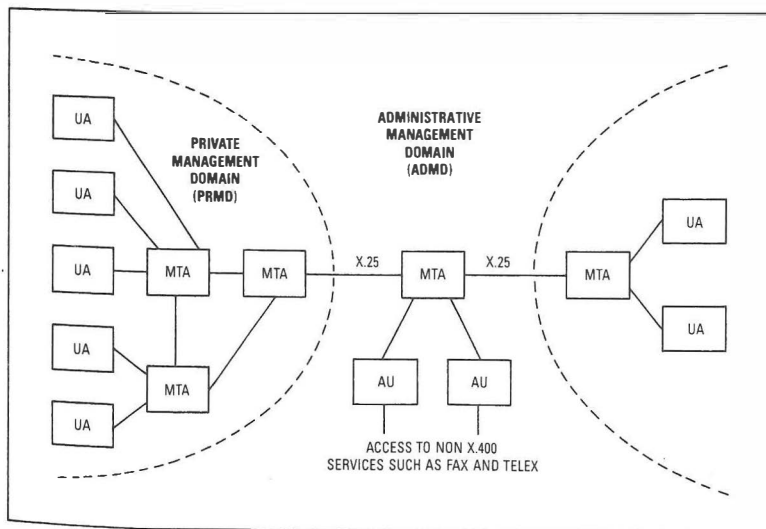 UA
UA
UA
UA
UA
PRIVATE
MANAGEMENT
DOMAIN
(PRMD)
MTA
MTA
MTA
ADMINISTRATIVE
MANAGEMENT
DOMAIN
(ADMD)
X.25
MTA
X.25
AU
AU
ACCESS TO NON X.400
SERVICES SUCH AS FAX AND TELEX
MTA
UA
UA